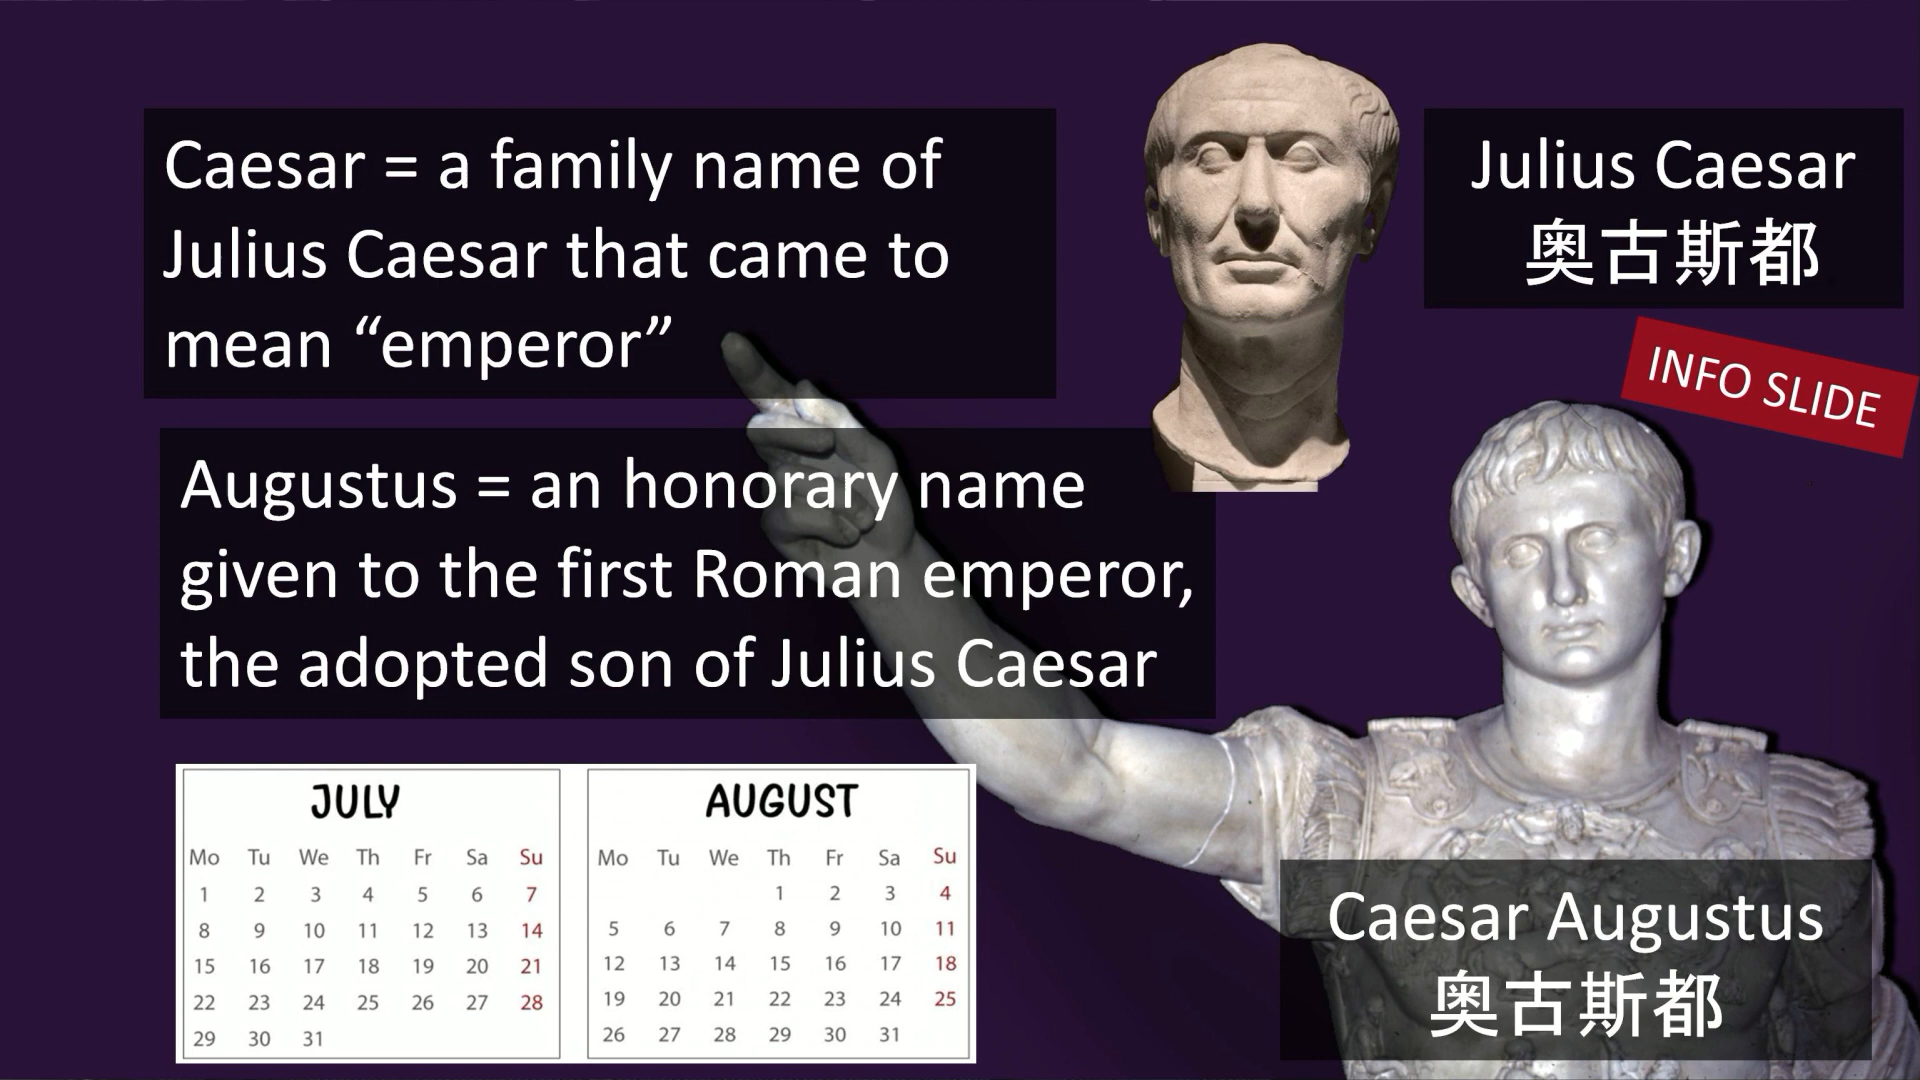 Caesar = a family name of
Julius Caesar that came to
mean “emperor”
Julius Caesar
奥古斯都
INFO SLIDE
Augustus = an honorary name
given to the first Roman emperor,
the adopted son of Julius Caesar
JULY
Mo Tu We Th Fr Sa Su
1 2 3 4 5 6 7
8 9 10 11 12 13 14
15 16 17 18 19 20 21
22 23 24 25 26 27 28
29 30 31
AUGUST
Mo Tu We Th Fr Sa Su
1 2 3 4
5 6 7 8 9 10 11
12 13 14 15 16 17 18
19 20 21 22 23 24 25
26 27 28 29 30 31
Caesar Augustus
奥古斯都